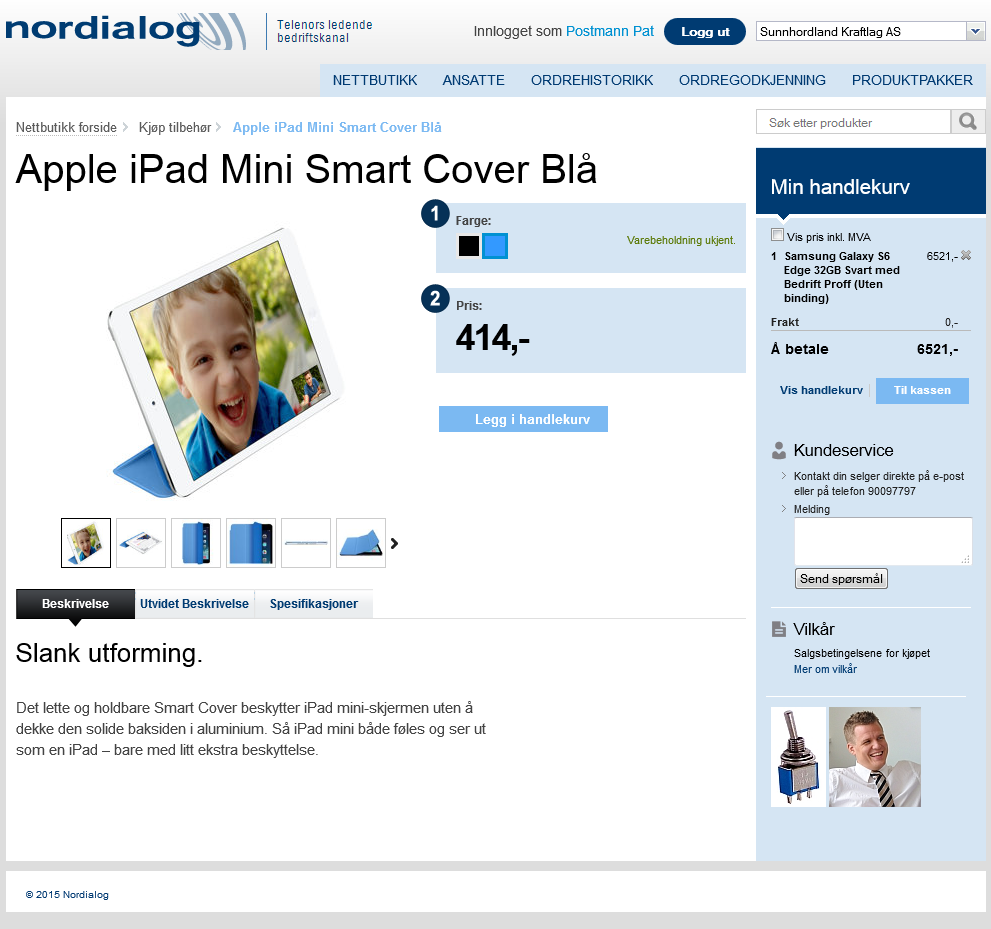 nordialog
Telenors ledende
bedriftskanal
Innlogget som Postmann Pat
Logg ut
Sunnhordland Kraftlag AS
NETTBUTIKK ANSATTE ORDREHISTORIKK ORDREGODKJENNING PRODUKTPAKKER
Nettbutikk forside Kjøp tilbehør Apple iPad Mini Smart Cover Blå
Søk etter produkter
Apple iPad Mini Smart Cover Blå
1
Farge:
Varebeholdning ukjent.
2
Pris:
414,-
Legg i handlekurv
Beskrivelse Utvidet Beskrivelse Spesifikasjoner
Slank utforming.
Det lette og holdbare Smart Cover beskytter iPad mini-skjermen uten å
dekke den solide baksiden i aluminium. Så iPad mini både føles og ser ut
som en iPad – bare med litt ekstra beskyttelse.
Min handlekurv
Vis pris inkl. MVA
1 Samsung Galaxy S6 6521,-
Edge 32GB Svart med
Bedrift Proff (Uten
binding)
Frakt 0,-
Å betale 6521,-
Vis handlekurv Til kassen
Kundeservice
Kontakt din selger direkte på e-post
eller på telefon 90097797
Melding
Send spørsmål
Vilkår
Salgsbetingelsene for kjøpet
Mer om vilkår
© 2015 Nordialog